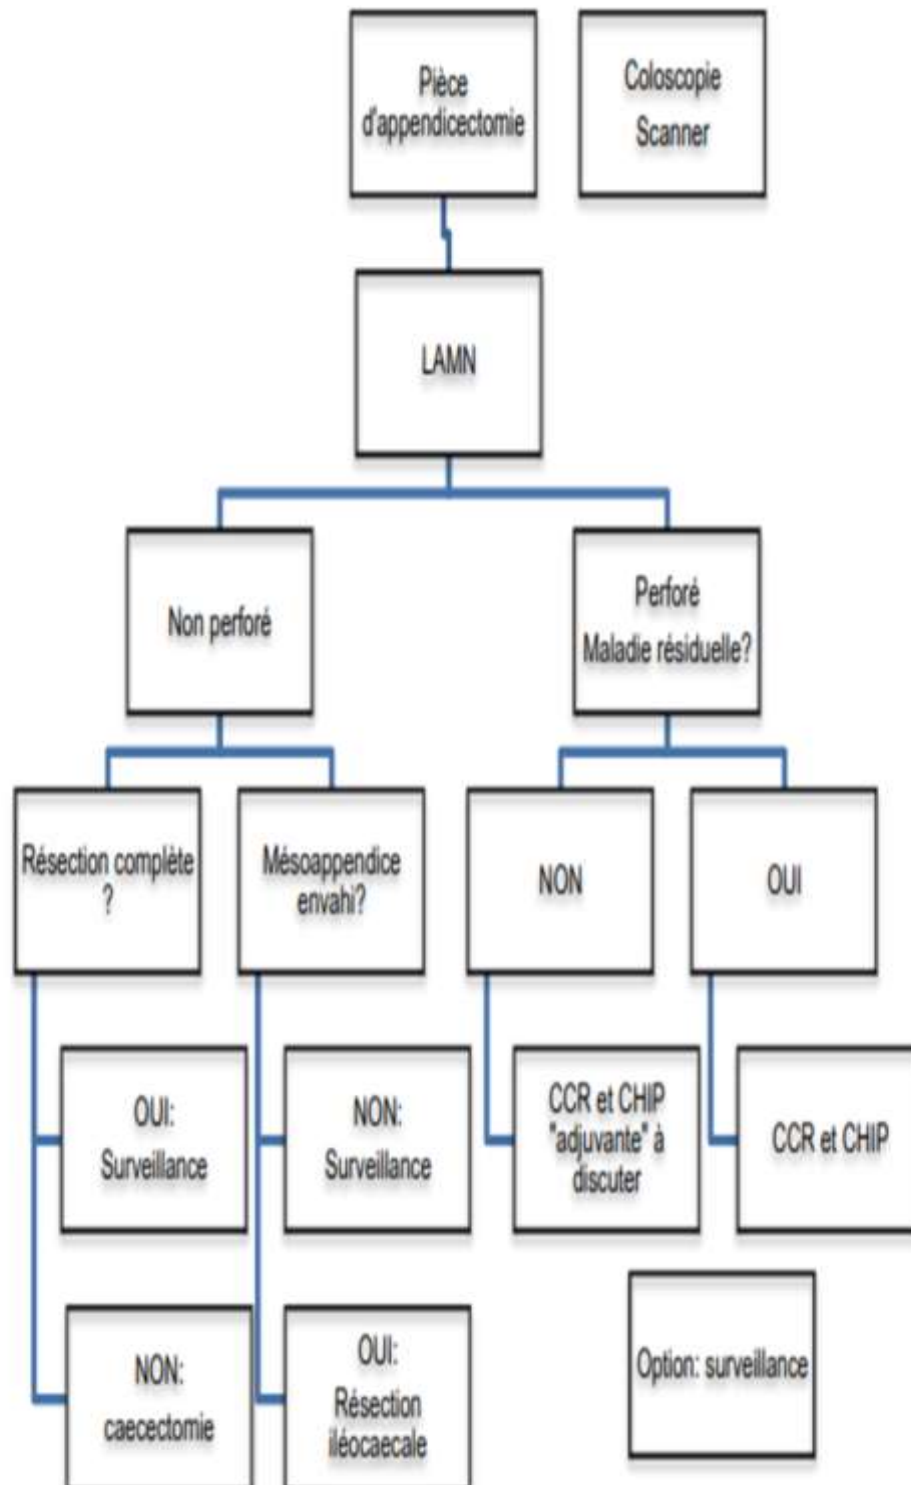 Pièce
d'appendicectomie
Coloscopie
Scanner
LAMN
Non perforé
Perforé
Maladie résiduelle?
Résection complète
?
Mésoappendice
envahi?
NON
OUI
OUI:
Surveillance
NON:
Surveillance
CCR et CHIP
"adjuvante" à
discuter
CCR et CHIP
NON:
caecectomie
OUI:
Résection
iléocaecale
Option: surveillance